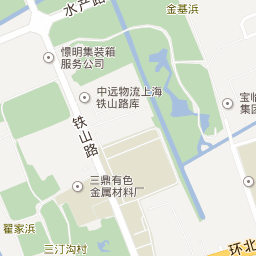 水产路
金基浜
憬明集装箱
服务公司
中远物流上海
铁山路库
宝临
集团
铁山路
三鼎有色
金属材料厂
翟家浜
三汀沟村
环北